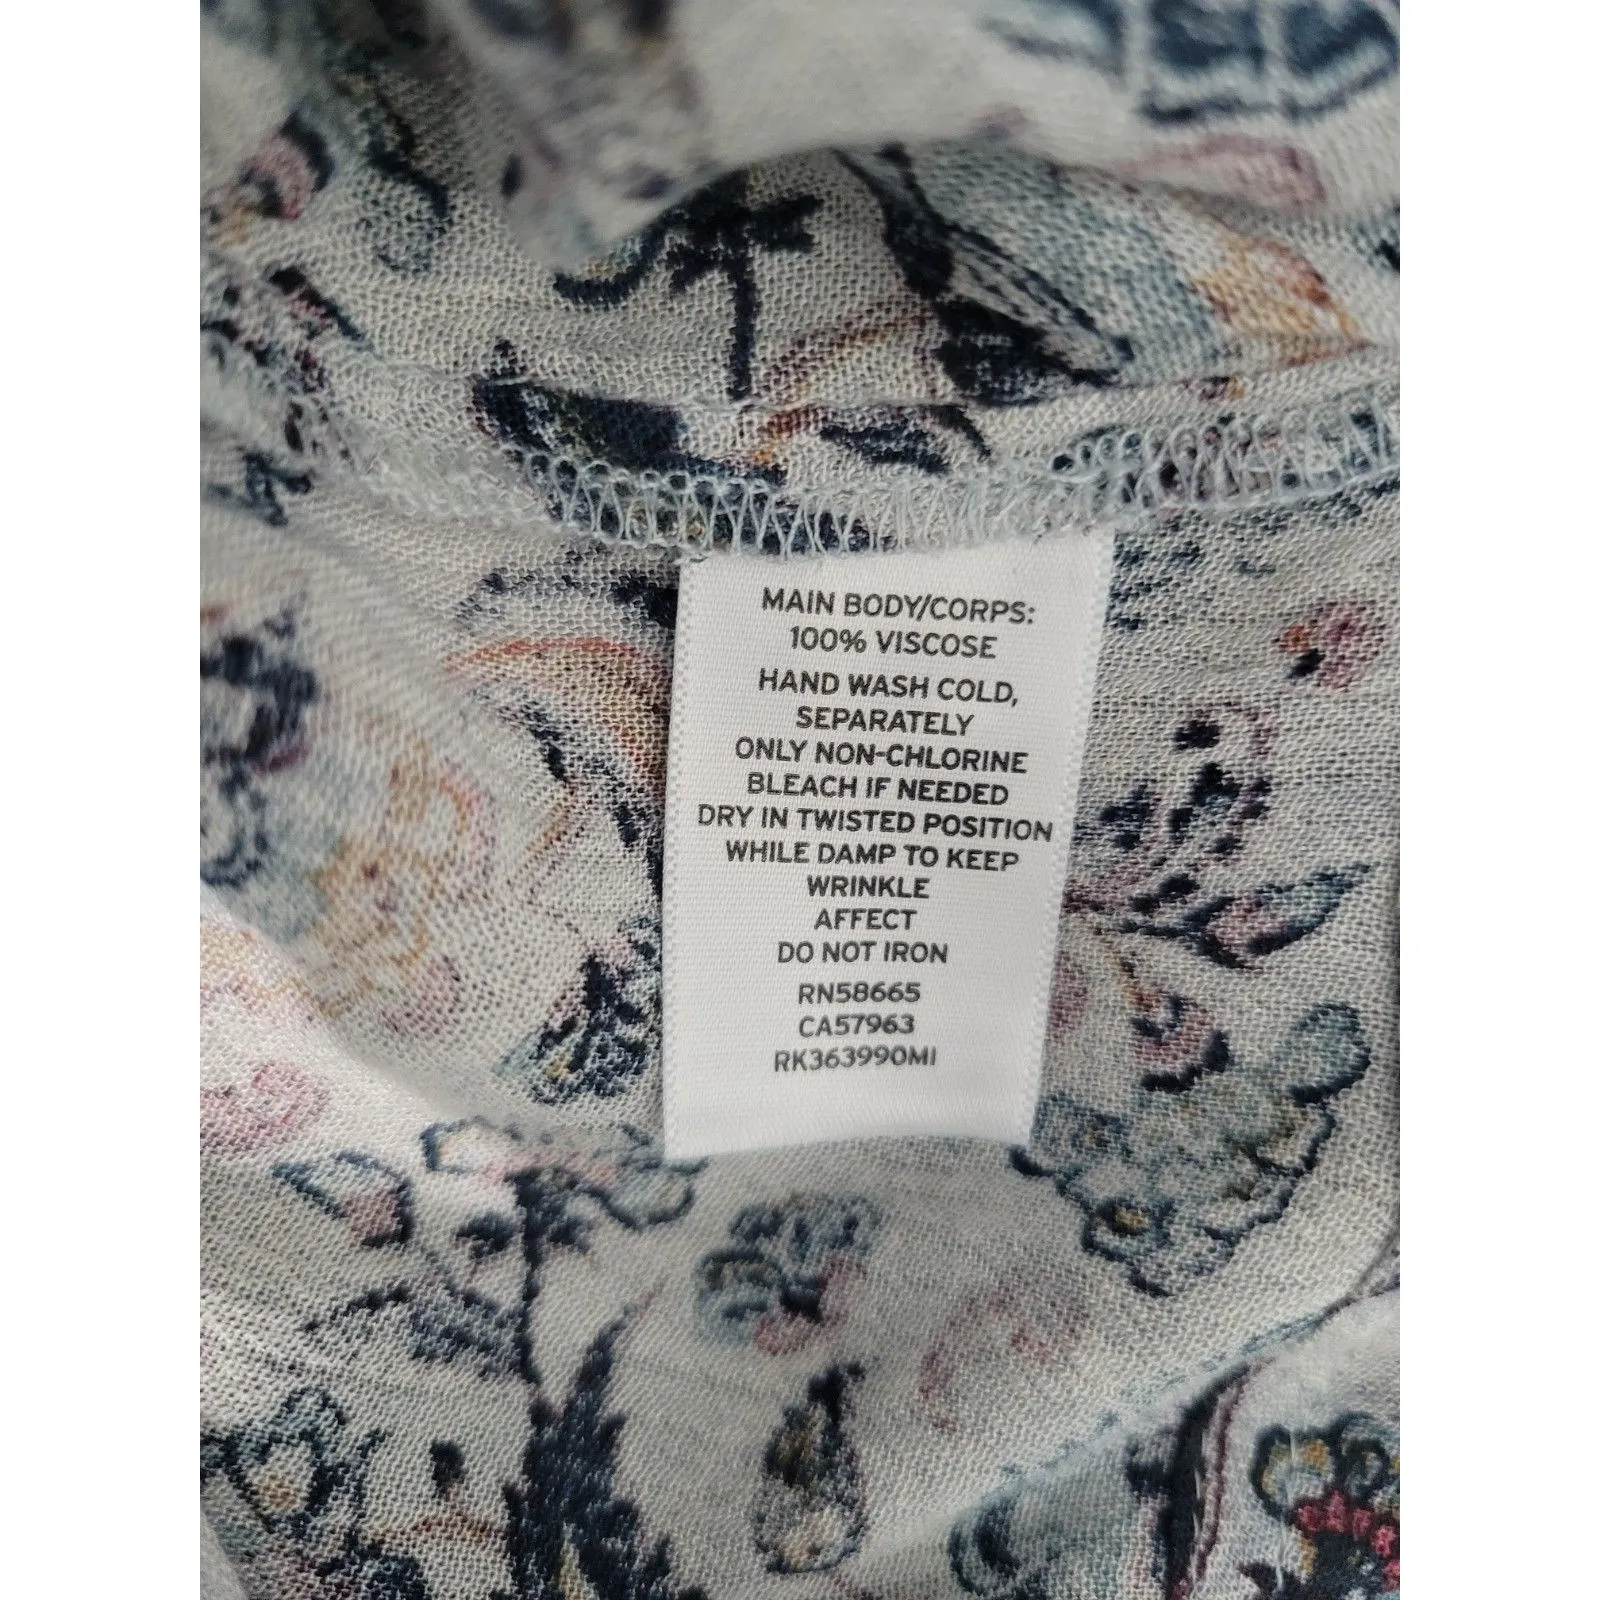 MAIN BODY/CORPS:
100% VISCOSE
HAND WASH COLD,
SEPARATELY
ONLY NON-CHLORINE
BLEACH IF NEEDED
DRY IN TWISTED POSITION
WHILE DAMP TO KEEP
WRINKLE
AFFECT
DO NOT IRON
RN58665
CA57963
RK363990MI